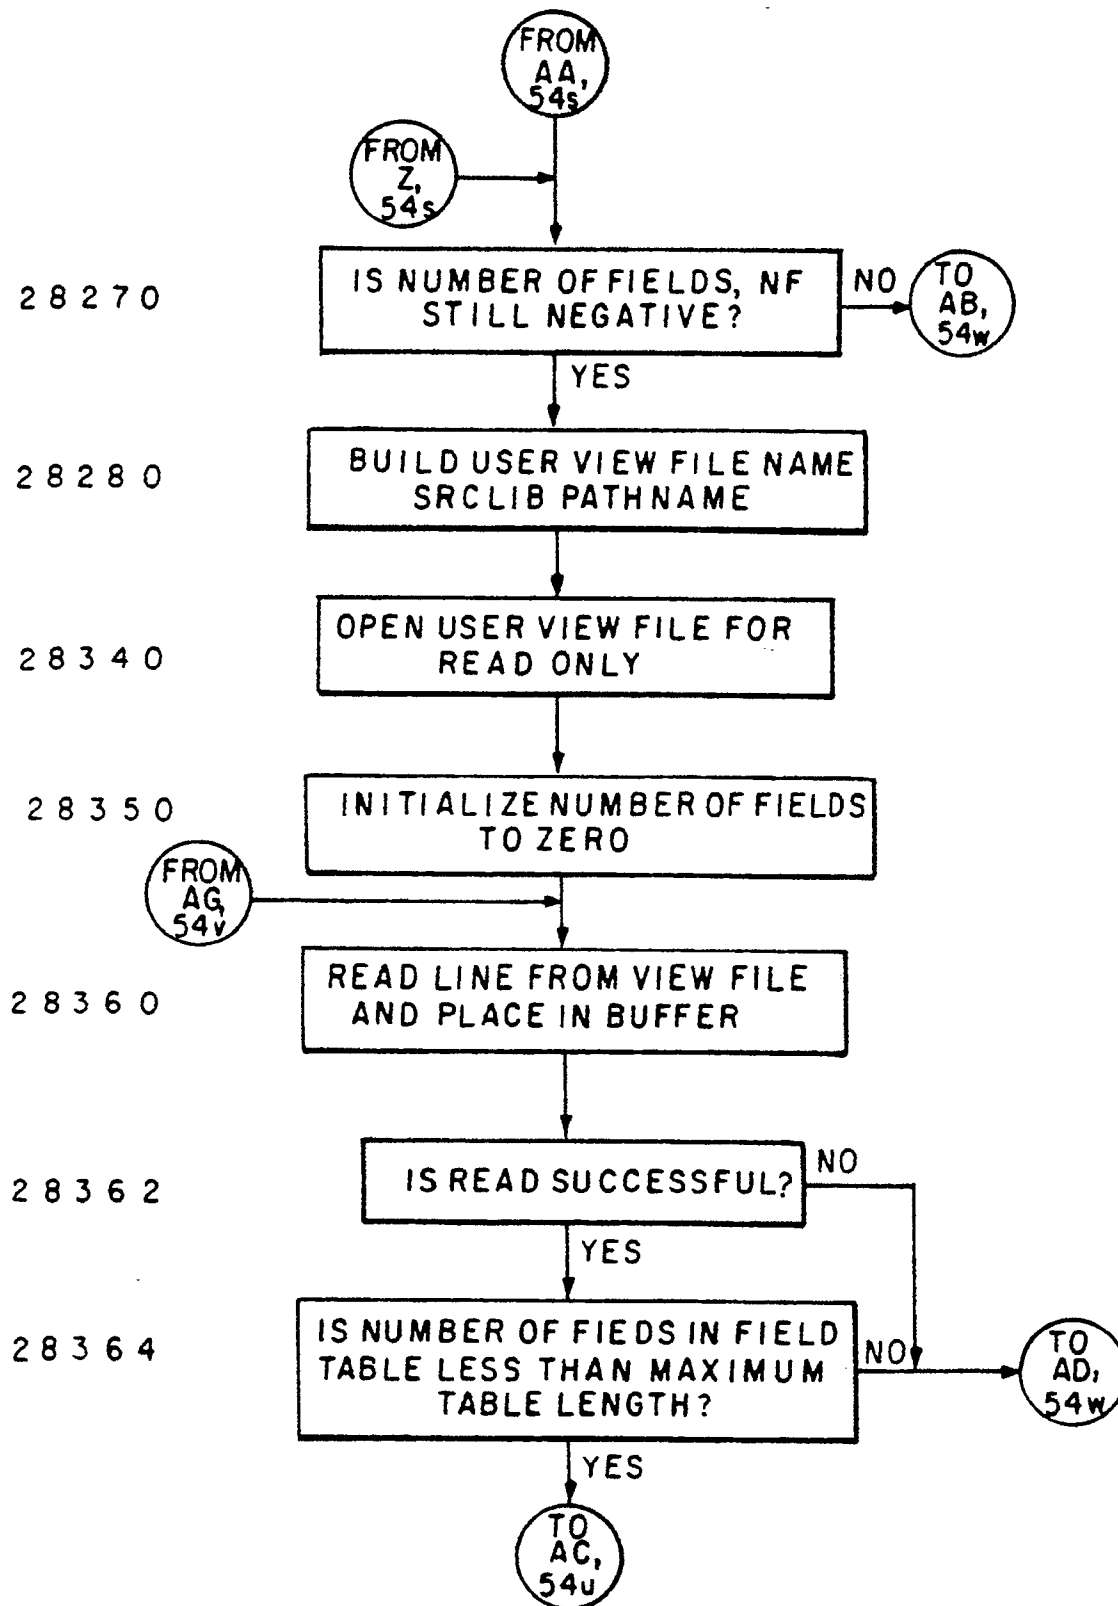 FROM
AA,
54s
FROM
Z,
54s
28270
IS NUMBER OF FIELDS, NF
STILL NEGATIVE?
NO
TO
AB,
54w
YES
28280
BUILD USER VIEW FILE NAME
SRCLIB PATHNAME
28340
OPEN USER VIEW FILE FOR
READ ONLY
28350
INITIALIZE NUMBER OF FIELDS
TO ZERO
FROM
AG,
54v
28360
READ LINE FROM VIEW FILE
AND PLACE IN BUFFER
28362
IS READ SUCCESSFUL?
NO
YES
28364
IS NUMBER OF FIEDS IN FIELD
TABLE LESS THAN MAXIMUM
TABLE LENGTH?
NO
TO
AD,
54w
YES
TO
AC,
54u